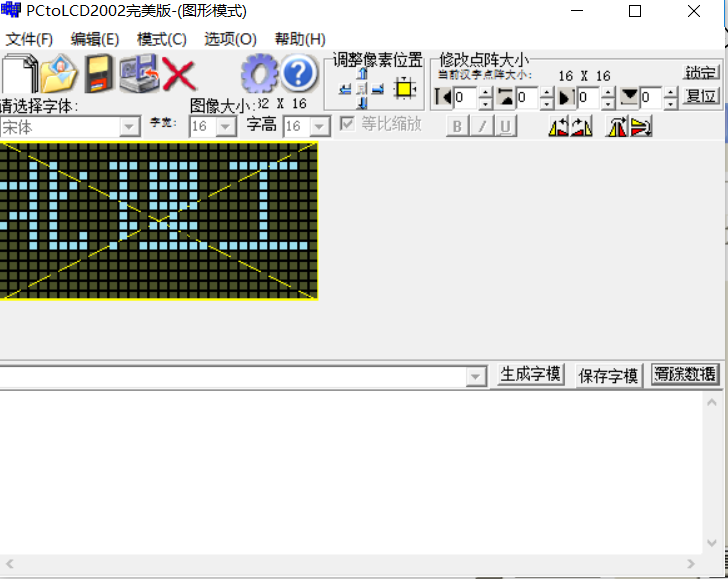 PCtoLCD2002完美版-(图形模式)
文件(F) 编辑(E) 模式(C) 选项(O) 帮助(H)
调整像素位置 修改点阵大小
当前汉字点阵大小: 16 X 16 锁定
0 0 0 0 复位
请选择字体: 图像大小: 32 X 16
宋体 字宽: 16 字高 16 等比缩放 B I U
北理工
生成字模 保存字模 清除数据